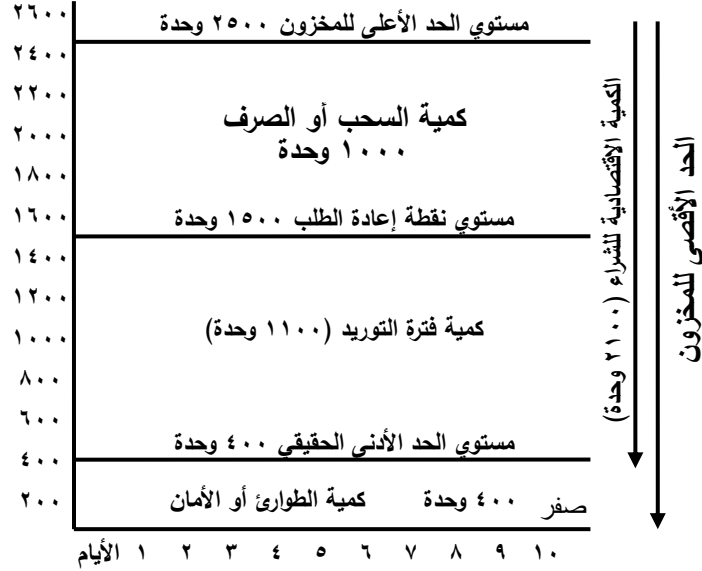 ٢٦٠٠
٢٤٠٠
٢٢٠٠
٢٠٠٠
١٨٠٠
١٦٠٠
١٤٠٠
١٢٠٠
١٠٠٠
٨٠٠
٦٠٠
٤٠٠
٢٠٠
مستوي الحد الأعلى للمخزون ٢٥٠٠ وحدة
كمية السحب أو الصرف
١٠٠٠ وحدة
مستوي نقطة إعادة الطلب ١٥٠٠ وحدة
كمية فترة التوريد (١١٠٠ وحدة)
مستوي الحد الأدني الحقيقي ٤٠٠ وحدة
كمية الطوارئ أو الأمان ٤٠٠ وحدة صفر
الأيام ١ ٢ ٣ ٤ ٥ ٦ ٧ ٨ ٩ ١٠
الكمية الاقتصادية للشراء (٢١٠٠ وحدة)
الحد الأقصى للمخزون